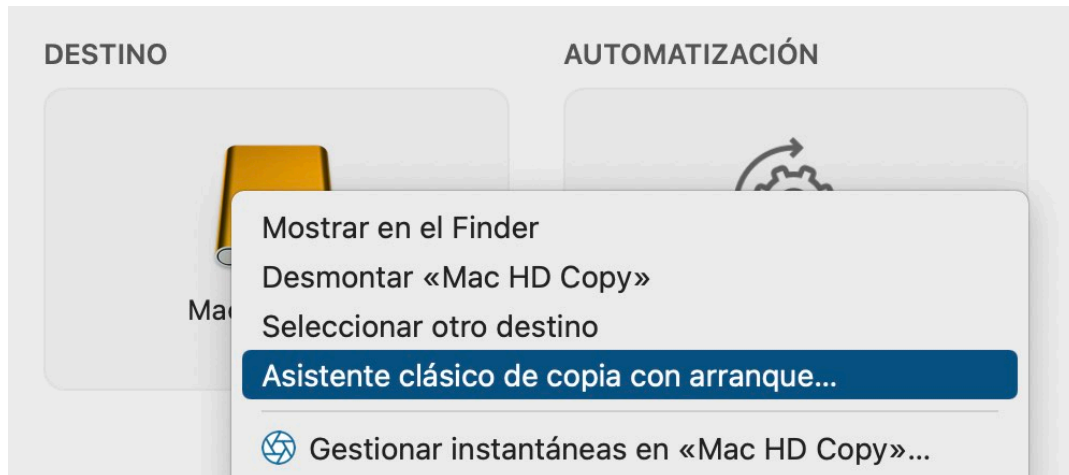 DESTINO
AUTOMATIZACIÓN
Mostrar en el Finder
Desmontar «Mac HD Copy»
Seleccionar otro destino
Asistente clásico de copia con arranque...
Gestionar instantáneas en «Mac HD Copy»...